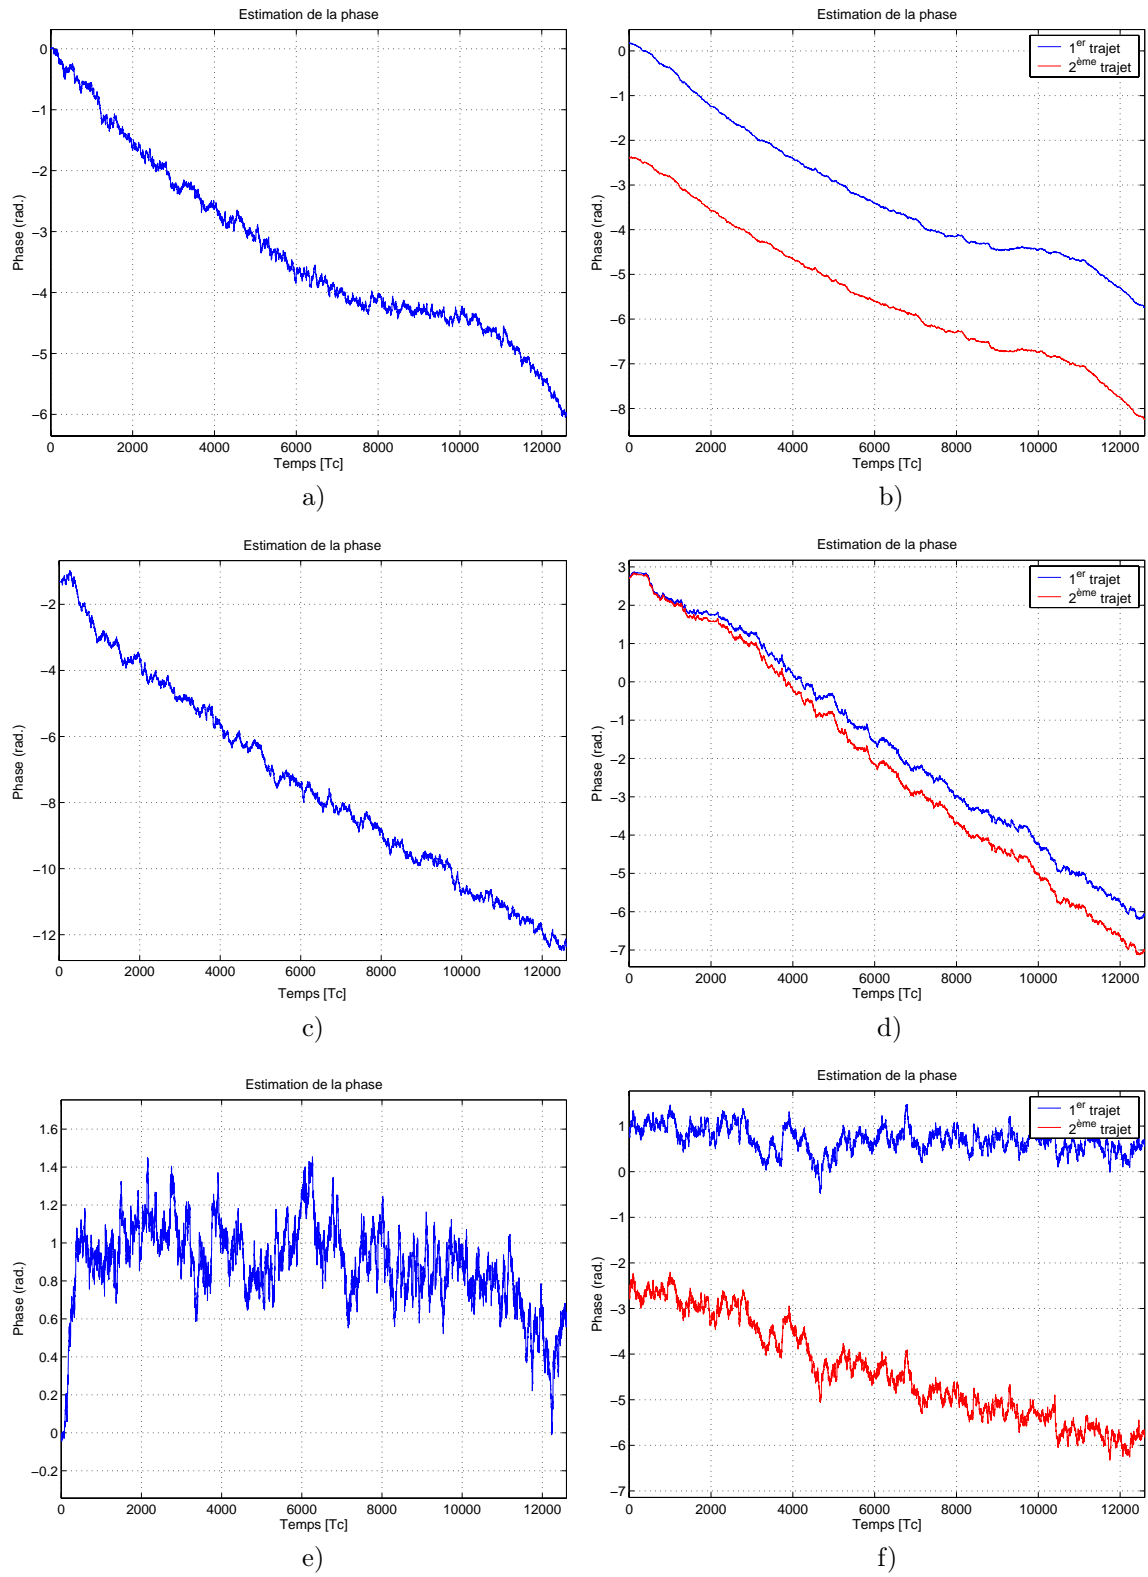 Estimation de la phase
0
−1
−2
−3
−4
−5
−6
Phase (rad.)
0 2000 4000 6000 8000 10000 12000
Temps [Tc]
a)
Estimation de la phase
1er trajet
2ème trajet
0
−1
−2
−3
−4
−5
−6
−7
−8
Phase (rad.)
0 2000 4000 6000 8000 10000 12000
Temps [Tc]
b)
Estimation de la phase
−2
−4
−6
−8
−10
−12
Phase (rad.)
0 2000 4000 6000 8000 10000 12000
Temps [Tc]
c)
Estimation de la phase
1er trajet
2ème trajet
3
2
1
0
−1
−2
−3
−4
−5
−6
−7
Phase (rad.)
0 2000 4000 6000 8000 10000 12000
Temps [Tc]
d)
Estimation de la phase
1.6
1.4
1.2
1
0.8
0.6
0.4
0.2
0
−0.2
Phase (rad.)
0 2000 4000 6000 8000 10000 12000
Temps [Tc]
e)
Estimation de la phase
1er trajet
2ème trajet
1
0
−1
−2
−3
−4
−5
−6
−7
Phase (rad.)
0 2000 4000 6000 8000 10000 12000
Temps [Tc]
f)